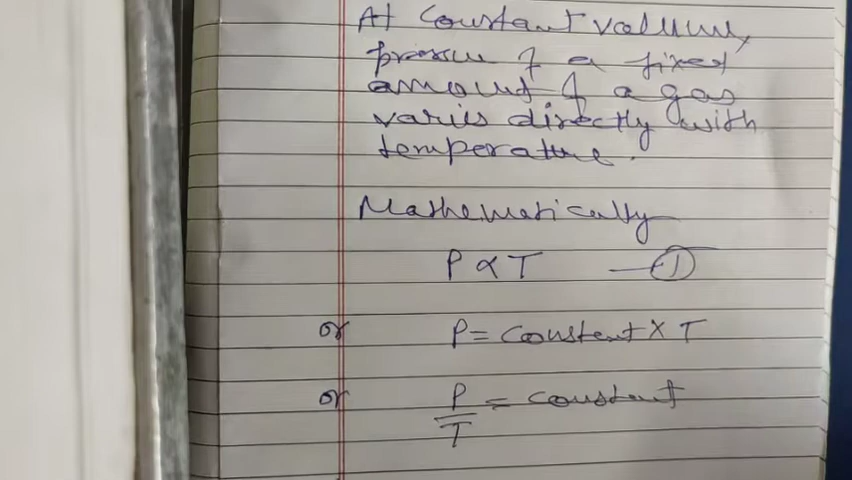 At constant volume,
pressure of a fixed
amount of a gas
varies directly with
temperature.
Mathematically
P ∝ T —①
or P = constant × T
or P/T = constant